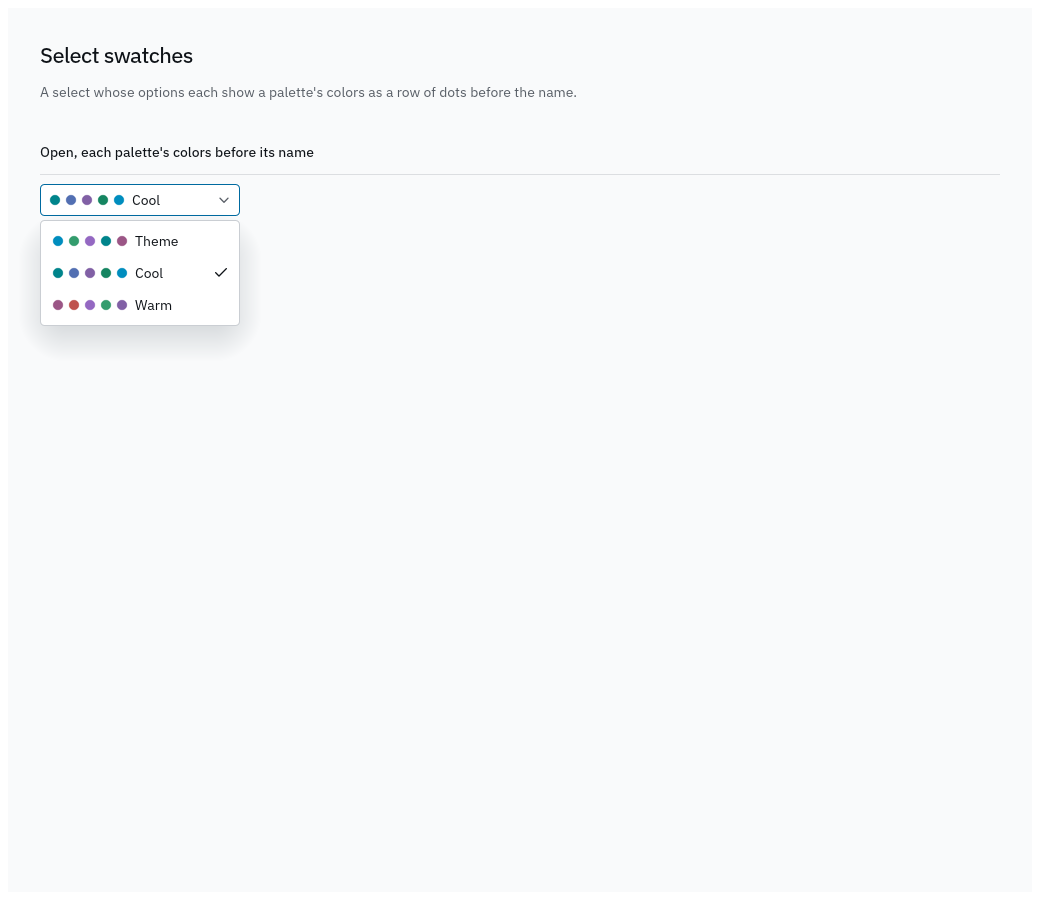 Select swatches
A select whose options each show a palette's colors as a row of dots before the name.
Open, each palette's colors before its name
Cool
Theme
Cool
Warm